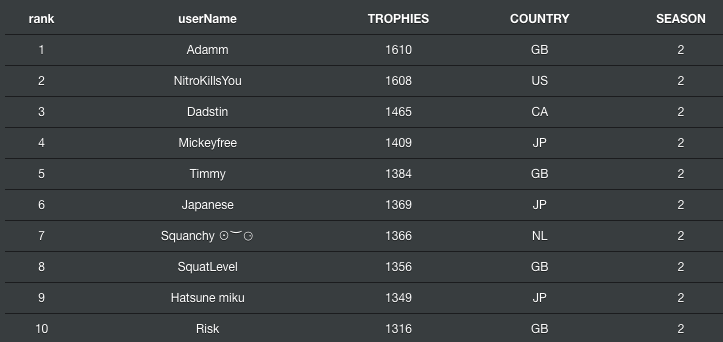 rank userName TROPHIES COUNTRY SEASON
1 Adamm 1610 GB 2
2 NitroKillsYou 1608 US 2
3 Dadstin 1465 CA 2
4 Mickeyfree 1409 JP 2
5 Timmy 1384 GB 2
6 Japanese 1369 JP 2
7 Squanchy ʘ͜ʖ 1366 NL 2
8 SquatLevel 1356 GB 2
9 Hatsune miku 1349 JP 2
10 Risk 1316 GB 2